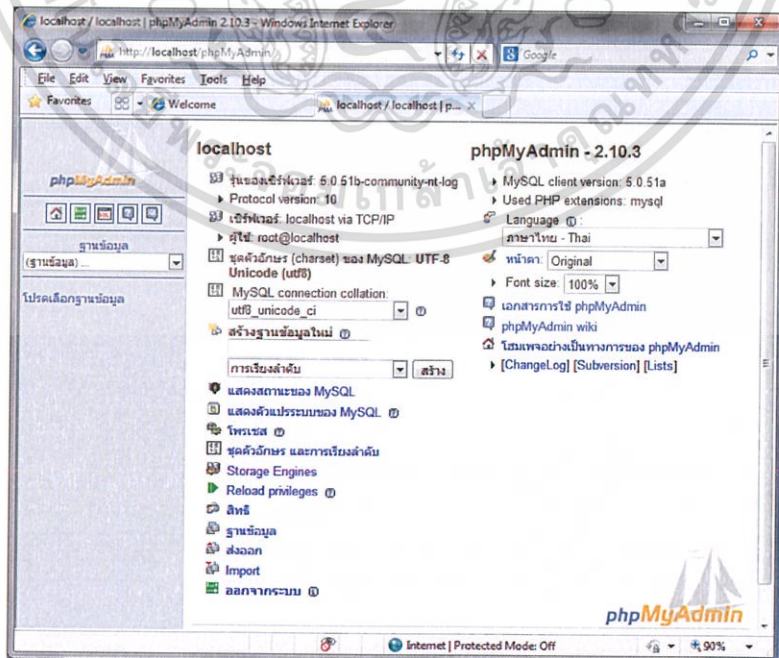 localhost / localhost | phpMyAdmin 2.10.3 - Windows Internet Explorer
http://localhost/phpMyAdmin/
Google
File Edit View Favorites Tools Help
Favorites
Welcome
localhost / localhost | p...
phpMyAdmin
ฐานข้อมูล
(ฐานข้อมูล) ...
โปรดเลือกฐานข้อมูล
localhost
รุ่นของเซิร์ฟเวอร์: 5.0.51b-community-nt-log
Protocol version: 10
เซิร์ฟเวอร์: localhost via TCP/IP
ผู้ใช้: root@localhost
ชุดตัวอักษร (charset) ของ MySQL: UTF-8
Unicode (utf8)
MySQL connection collation:
utf8_unicode_ci
สร้างฐานข้อมูลใหม่
การเรียงลำดับ
สร้าง
แสดงสถานะของ MySQL
แสดงตัวแปรระบบของ MySQL
โพรเซส
ชุดตัวอักษร และการเรียงลำดับ
Storage Engines
Reload privileges
สิทธิ
ฐานข้อมูล
ส่งออก
Import
ออกจากระบบ
phpMyAdmin - 2.10.3
MySQL client version: 5.0.51a
Used PHP extensions: mysql
Language :
ภาษาไทย - Thai
หน้าตา: Original
Font size: 100%
เอกสารการใช้ phpMyAdmin
phpMyAdmin wiki
โฮมเพจอย่างเป็นทางการของ phpMyAdmin
[ChangeLog] [Subversion] [Lists]
phpMyAdmin
Internet | Protected Mode: Off
90%